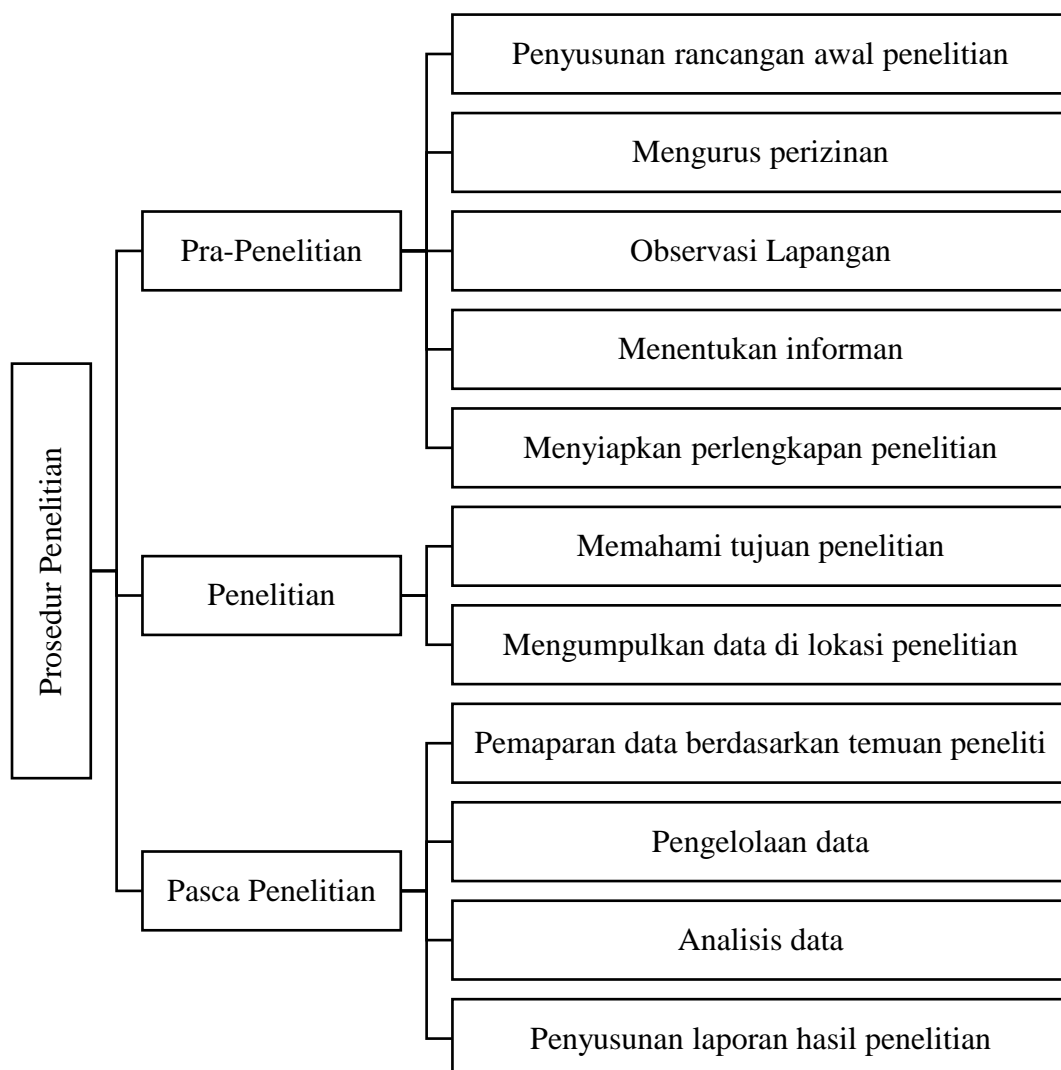 Prosedur Penelitian
Pra-Penelitian
Penyusunan rancangan awal penelitian
Mengurus perizinan
Observasi Lapangan
Menentukan informan
Menyiapkan perlengkapan penelitian
Penelitian
Memahami tujuan penelitian
Mengumpulkan data di lokasi penelitian
Pasca Penelitian
Pemaparan data berdasarkan temuan peneliti
Pengelolaan data
Analisis data
Penyusunan laporan hasil penelitian